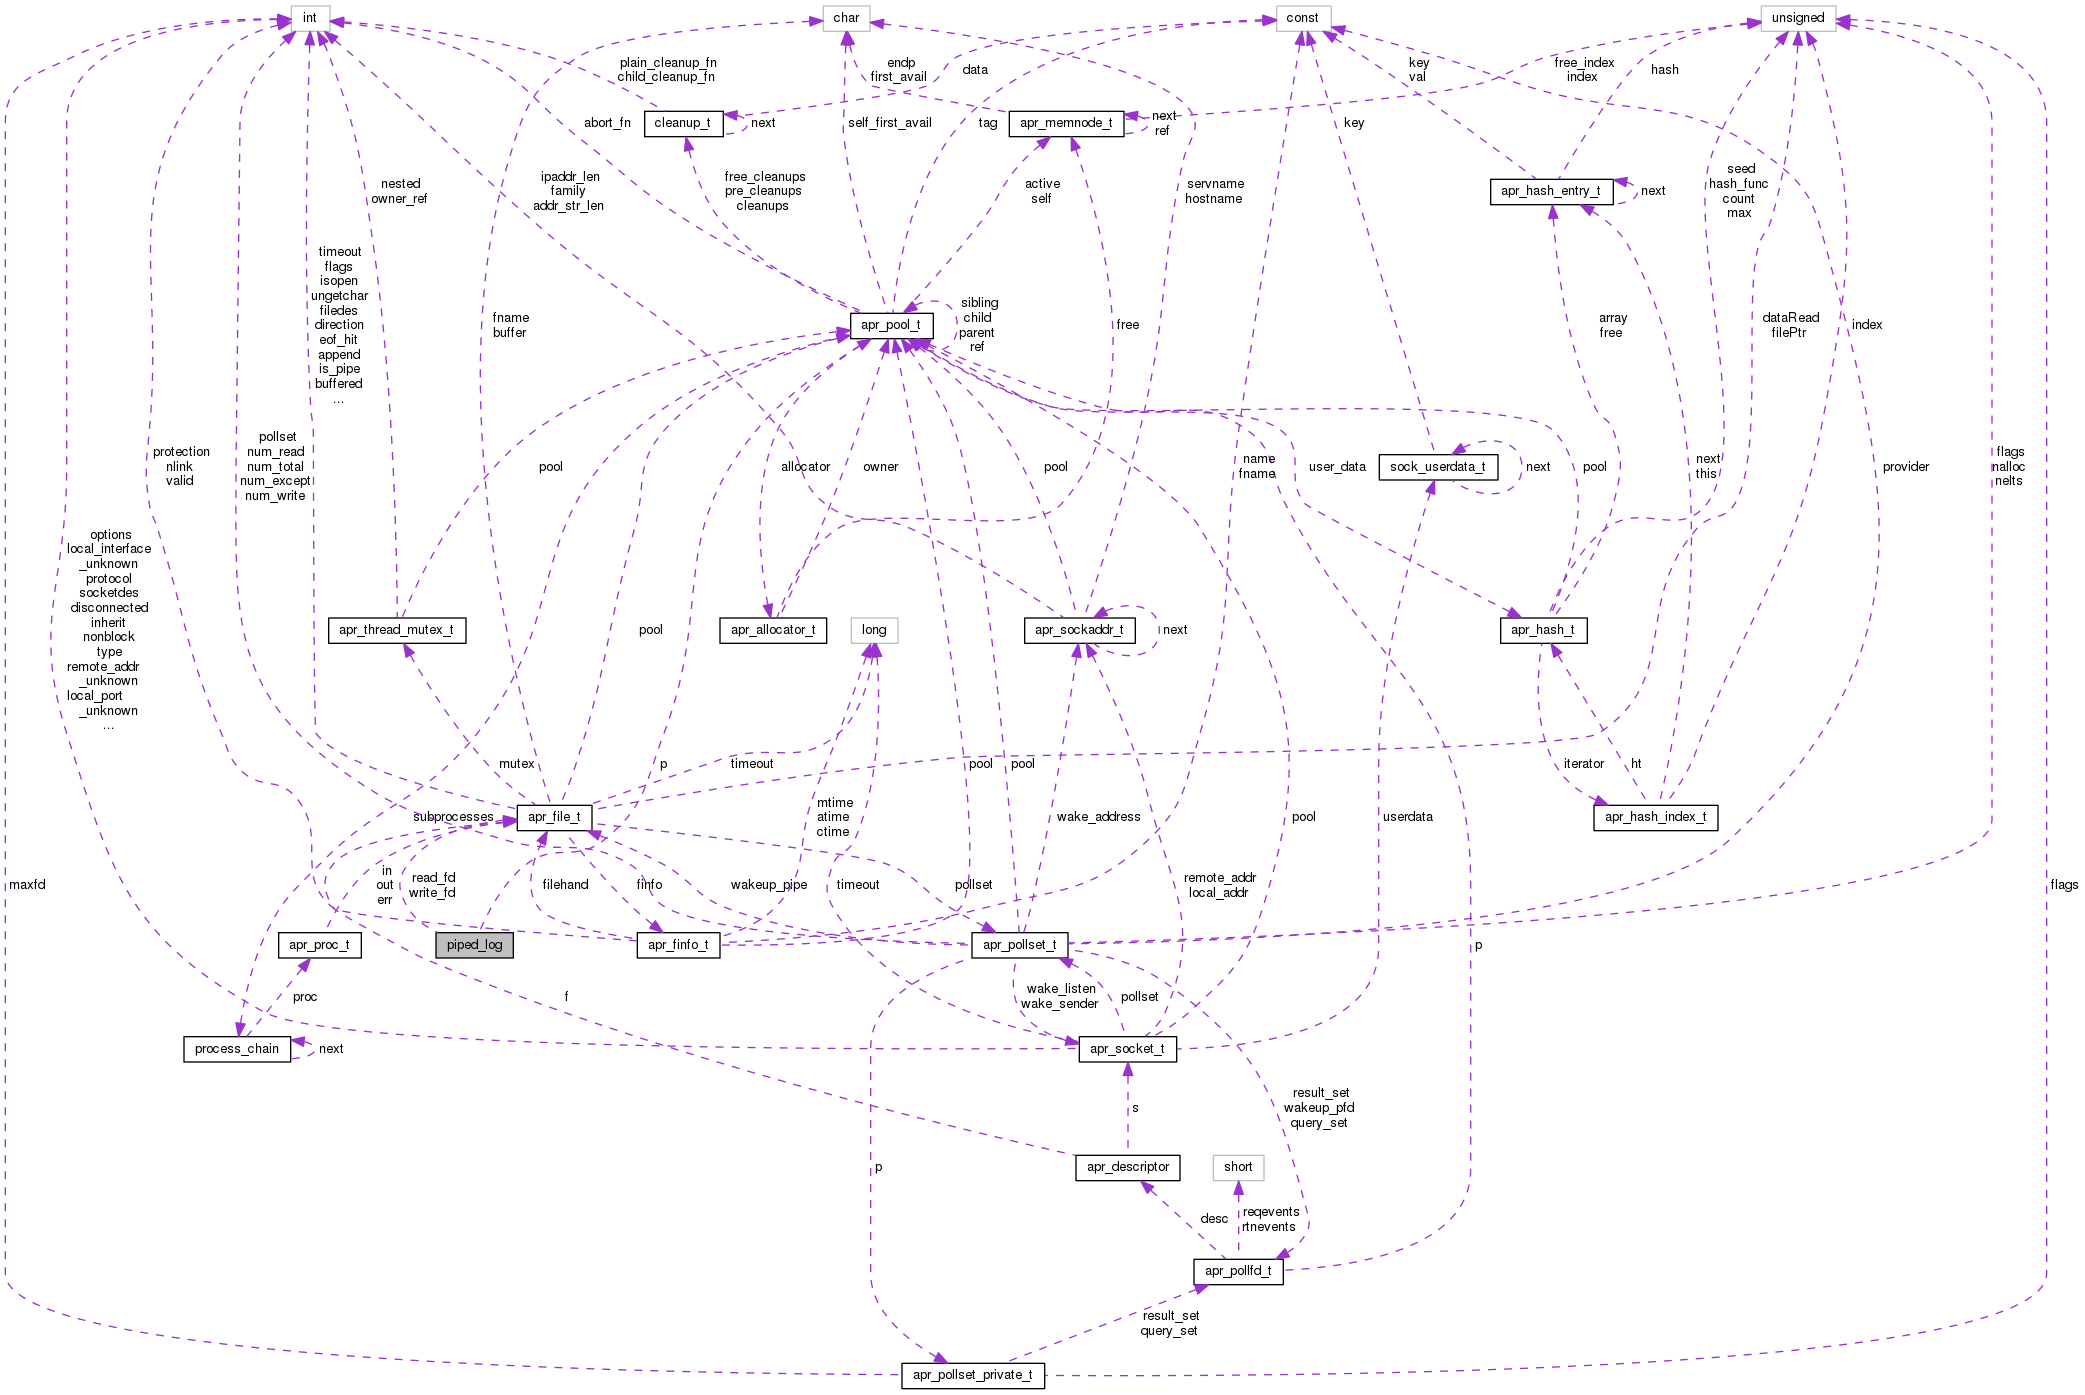 int
char
const
unsigned
plain_cleanup_fn
child_cleanup_fn
endp
first_avail
data
key
val
free_index
index
hash
cleanup_t
next
abort_fn
self_first_avail
tag
apr_memnode_t
next
ref
key
apr_hash_entry_t
next
nested
owner_ref
ipaddr_len
family
addr_str_len
free_cleanups
pre_cleanups
cleanups
active
self
servname
hostname
seed
hash_func
count
max
timeout
flags
isopen
ungetchar
filedes
direction
eof_hit
append
is_pipe
buffered
...
fname
buffer
apr_pool_t
sibling
child
parent
ref
free
array
free
dataRead
filePtr
index
protection
nlink
valid
pollset
num_read
num_total
num_except
num_write
pool
allocator
owner
pool
name
fname
user_data
sock_userdata_t
next
pool
next
this
provider
flags
nalloc
nelts
options
local_interface
_unknown
protocol
socketdes
disconnected
inherit
nonblock
type
remote_addr
_unknown
local_port
_unknown
...
apr_thread_mutex_t
pool
apr_allocator_t
long
apr_sockaddr_t
next
apr_hash_t
mutex
p
timeout
pool
pool
iterator
ht
subprocesses
apr_file_t
mtime
atime
ctime
wake_address
pool
userdata
apr_hash_index_t
maxfd
in
out
err
read_fd
write_fd
filehand
finfo
wakeup_pipe
timeout
pollset
remote_addr
local_addr
flags
apr_proc_t
piped_log
apr_finfo_t
apr_pollset_t
p
proc
f
wake_listen
wake_sender
pollset
process_chain
next
apr_socket_t
result_set
wakeup_pfd
query_set
s
p
apr_descriptor
short
desc
reqevents
rtnevents
apr_pollfd_t
result_set
query_set
apr_pollset_private_t